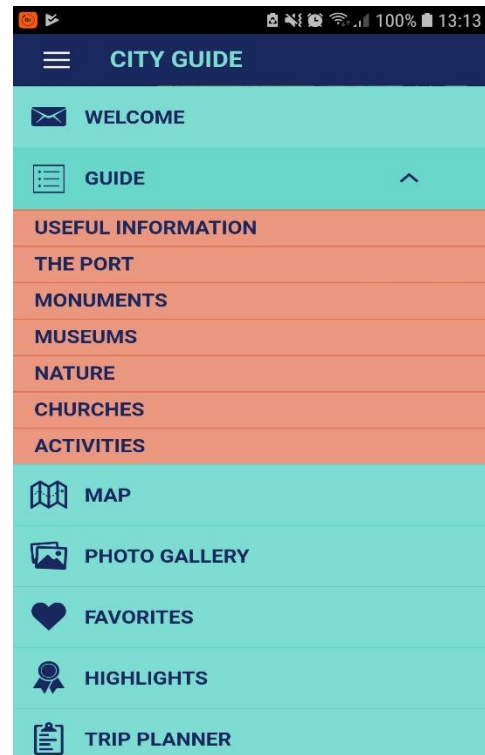 100% 13:13
CITY GUIDE
WELCOME
GUIDE
USEFUL INFORMATION
THE PORT
MONUMENTS
MUSEUMS
NATURE
CHURCHES
ACTIVITIES
MAP
PHOTO GALLERY
FAVORITES
HIGHLIGHTS
TRIP PLANNER